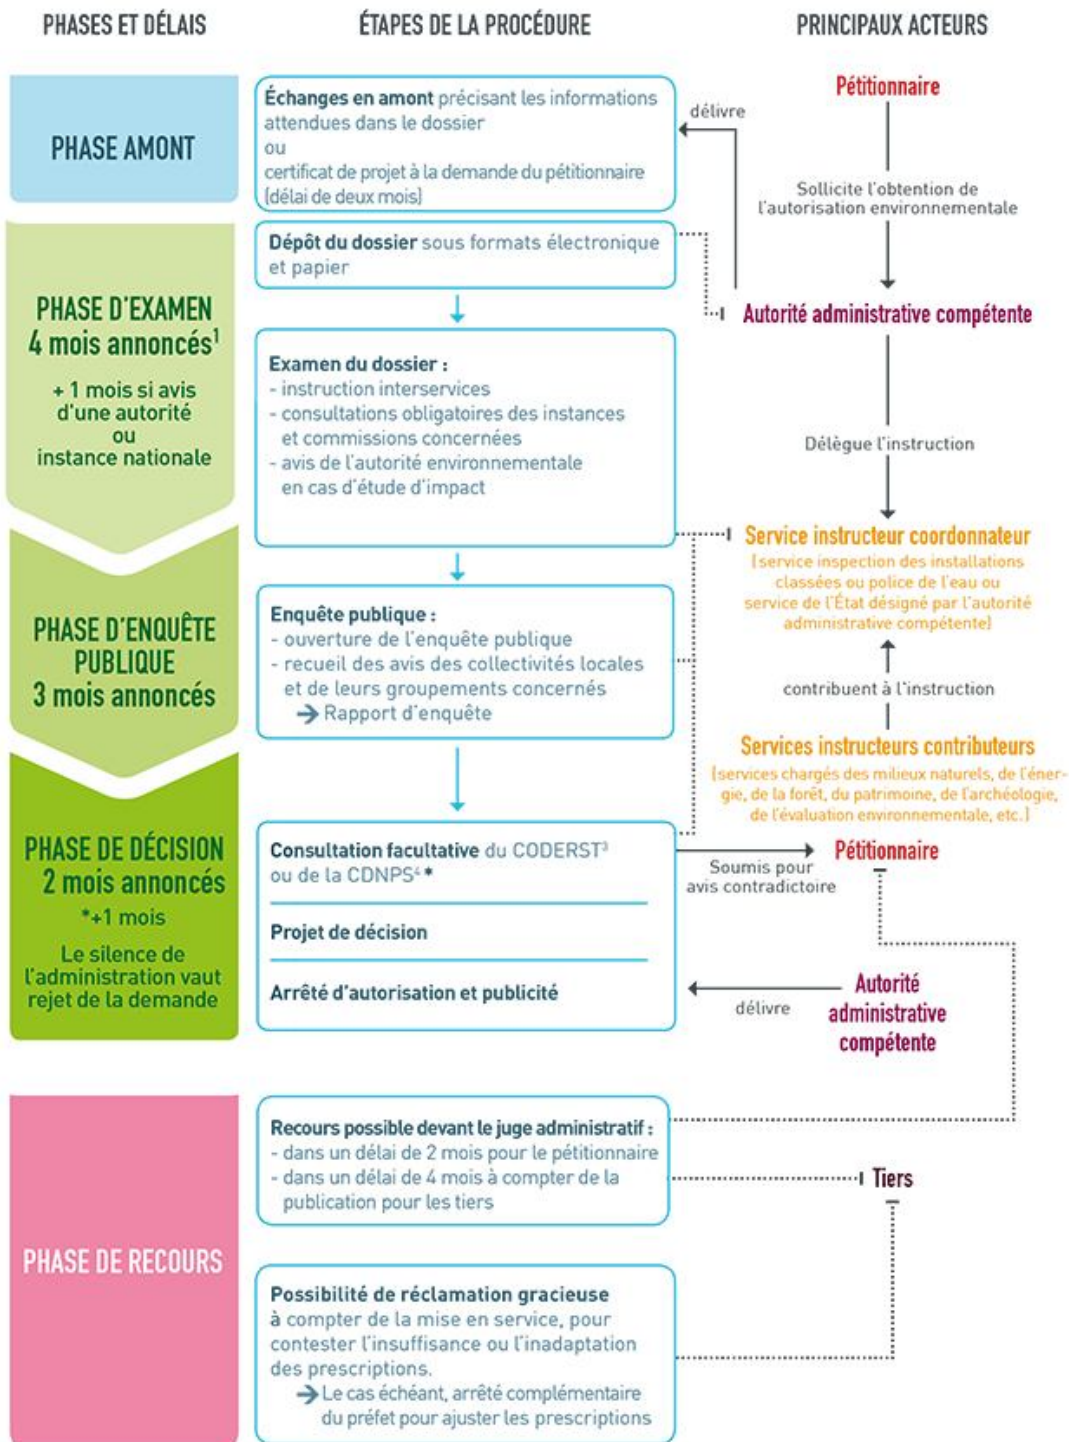 PHASES ET DÉLAIS
ÉTAPES DE LA PROCÉDURE
PRINCIPAUX ACTEURS
PHASE AMONT
Échanges en amont précisant les informations
attendues dans le dossier
ou
certificat de projet à la demande du pétitionnaire
(délai de deux mois)
délivre
Pétitionnaire
Sollicite l'obtention de
l'autorisation environnementale
PHASE D'EXAMEN
4 mois annoncés¹
+ 1 mois si avis
d'une autorité
ou
instance nationale
Dépôt du dossier sous formats électronique
et papier
Autorité administrative compétente
Examen du dossier :
- instruction interservices
- consultations obligatoires des instances
et commissions concernées
- avis de l'autorité environnementale
en cas d'étude d'impact
Délègue l'instruction
Service instructeur coordonnateur
(service inspection des installations
classées ou police de l'eau ou
service de l'État désigné par l'autorité
administrative compétente)
PHASE D'ENQUÊTE
PUBLIQUE
3 mois annoncés
Enquête publique :
- ouverture de l'enquête publique
- recueil des avis des collectivités locales
et de leurs groupements concernés
→ Rapport d'enquête
contribuent à l'instruction
Services instructeurs contributeurs
(services chargés des milieux naturels, de l'éner-
gie, de la forêt, du patrimoine, de l'archéologie,
de l'évaluation environnementale, etc.)
PHASE DE DÉCISION
2 mois annoncés
*+1 mois
Le silence de
l'administration vaut
rejet de la demande
Consultation facultative du CODERST³
ou de la CDNPS⁴ *
Projet de décision
Arrêté d'autorisation et publicité
Pétitionnaire
Soumis pour
avis contradictoire
délivre
Autorité
administrative
compétente
PHASE DE RECOURS
Recours possible devant le juge administratif :
- dans un délai de 2 mois pour le pétitionnaire
- dans un délai de 4 mois à compter de la
publication pour les tiers
Tiers
Possibilité de réclamation gracieuse
à compter de la mise en service, pour
contester l'insuffisance ou l'inadaptation
des prescriptions.
→ Le cas échéant, arrêté complémentaire
du préfet pour ajuster les prescriptions